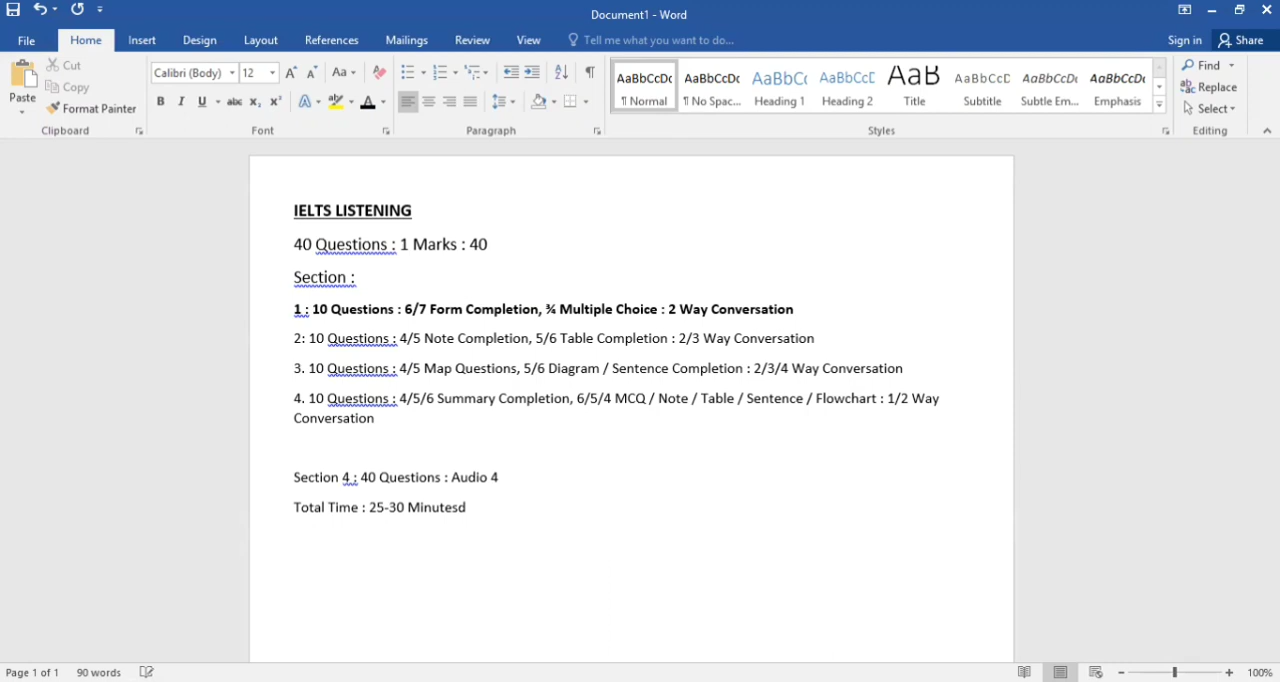 Document1 - Word
File Home Insert Design Layout References Mailings Review View Tell me what you want to do... Sign in Share
Paste Cut Copy Format Painter
Calibri (Body) 12
Aa
B I U abc X₂ X²
AaBbCcDc AaBbCcDc AaBbCc AaBbCcD AaB AaBbCcD AaBbCcDc AaBbCcDc
¶ Normal ¶ No Spac... Heading 1 Heading 2 Title Subtitle Subtle Em... Emphasis
Find Replace Select
Clipboard Font Paragraph Styles Editing
IELTS LISTENING
40 Questions : 1 Marks : 40
Section :
1 : 10 Questions : 6/7 Form Completion, ¾ Multiple Choice : 2 Way Conversation
2: 10 Questions : 4/5 Note Completion, 5/6 Table Completion : 2/3 Way Conversation
3. 10 Questions : 4/5 Map Questions, 5/6 Diagram / Sentence Completion : 2/3/4 Way Conversation
4. 10 Questions : 4/5/6 Summary Completion, 6/5/4 MCQ / Note / Table / Sentence / Flowchart : 1/2 Way
Conversation
Section 4 : 40 Questions : Audio 4
Total Time : 25-30 Minutesd
Page 1 of 1 90 words 100%